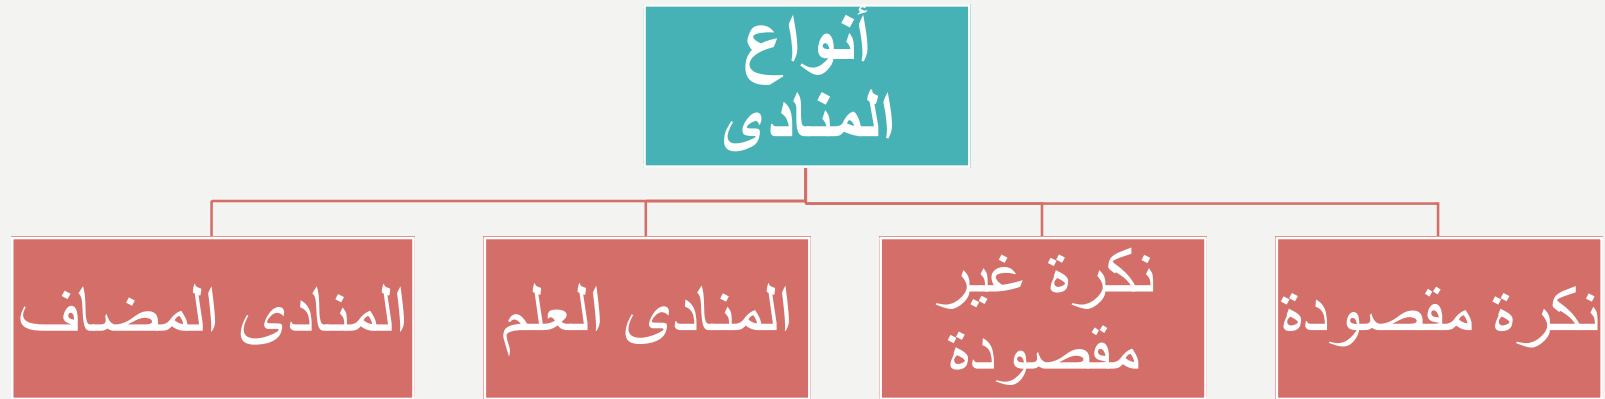 أنواع
المنادى
نكرة مقصودة
نكرة غير
مقصودة
المنادى العلم
المنادى المضاف